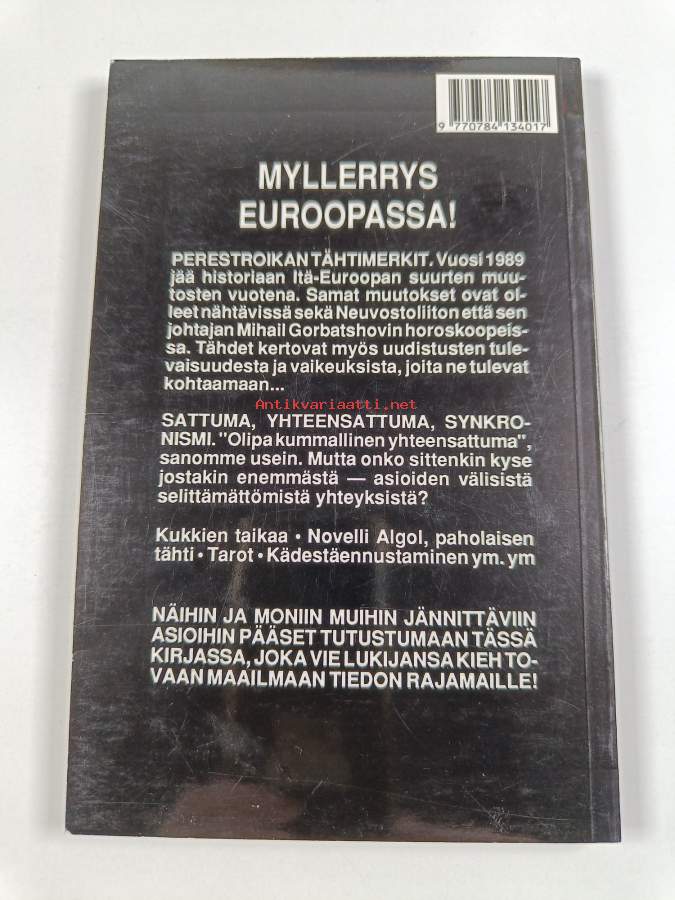 9 770784 134017
MYLLERRYS
EUROOPASSA!
PERESTROIKAN TÄHTIMERKIT. Vuosi 1989
jää historiaan Itä-Euroopan suurten muu-
tosten vuotena. Samat muutokset ovat ol-
leet nähtävissä sekä Neuvostoliiton että sen
johtajan Mihail Gorbatshovin horoskoopeis-
sa. Tähdet kertovat myös uudistusten tule-
vaisuudesta ja vaikeuksista, joita ne tulevat
kohtaamaan...
Antikvariaatti.net
SATTUMA, YHTEENSATTUMA, SYNKRO-
NISMI. "Olipa kummallinen yhteensattuma",
sanomme usein. Mutta onko sittenkin kyse
jostakin enemmästä — asioiden välisistä
selittämättömistä yhteyksistä?
Kukkien taikaa • Novelli Algol, paholaisen
tähti • Tarot • Kädestäennustaminen ym. ym
NÄIHIN JA MONIIN MUIHIN JÄNNITTÄVIIN
ASIOIHIN PÄÄSET TUTUSTUMAAN TÄSSÄ
KIRJASSA, JOKA VIE LUKIJANSA KIEHTO-
VAAN MAAILMAAN TIEDON RAJAMAILLE!